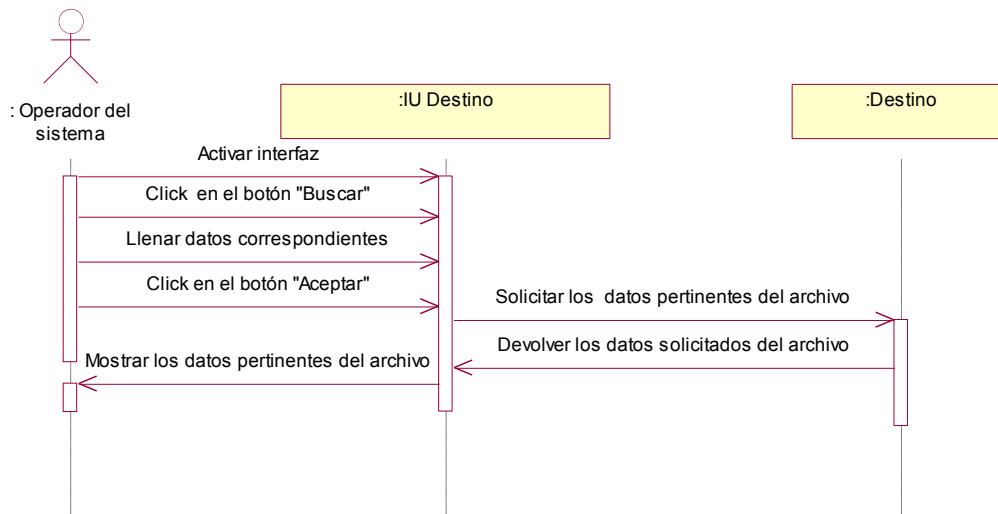 : Operador del
sistema
:IU Destino
:Destino
Activar interfaz
Click en el botón "Buscar"
Llenar datos correspondientes
Click en el botón "Aceptar"
Solicitar los datos pertinentes del archivo
Devolver los datos solicitados del archivo
Mostrar los datos pertinentes del archivo